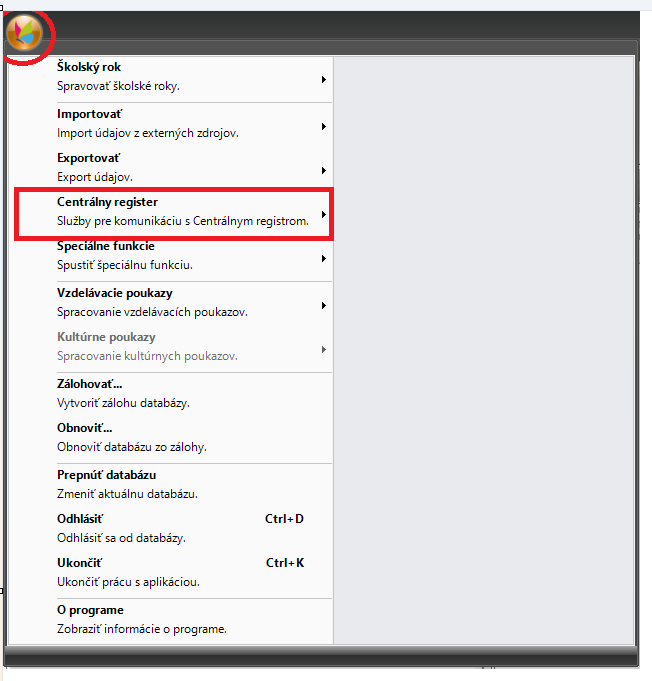 Školský rok
Spravovať školské roky.
Importovať
Import údajov z externých zdrojov.
Exportovať
Export údajov.
Centrálny register
Služby pre komunikáciu s Centrálnym registrom.
Špeciálne funkcie
Spustiť špeciálnu funkciu.
Vzdelávacie poukazy
Spracovanie vzdelávacích poukazov.
Kultúrne poukazy
Spracovanie kultúrnych poukazov.
Zálohovať...
Vytvoriť zálohu databázy.
Obnoviť...
Obnoviť databázu zo zálohy.
Prepnúť databázu
Zmeniť aktuálnu databázu.
Odhlásiť Ctrl+D
Odhlásiť sa od databázy.
Ukončiť Ctrl+K
Ukončiť prácu s aplikáciou.
O programe
Zobraziť informácie o programe.